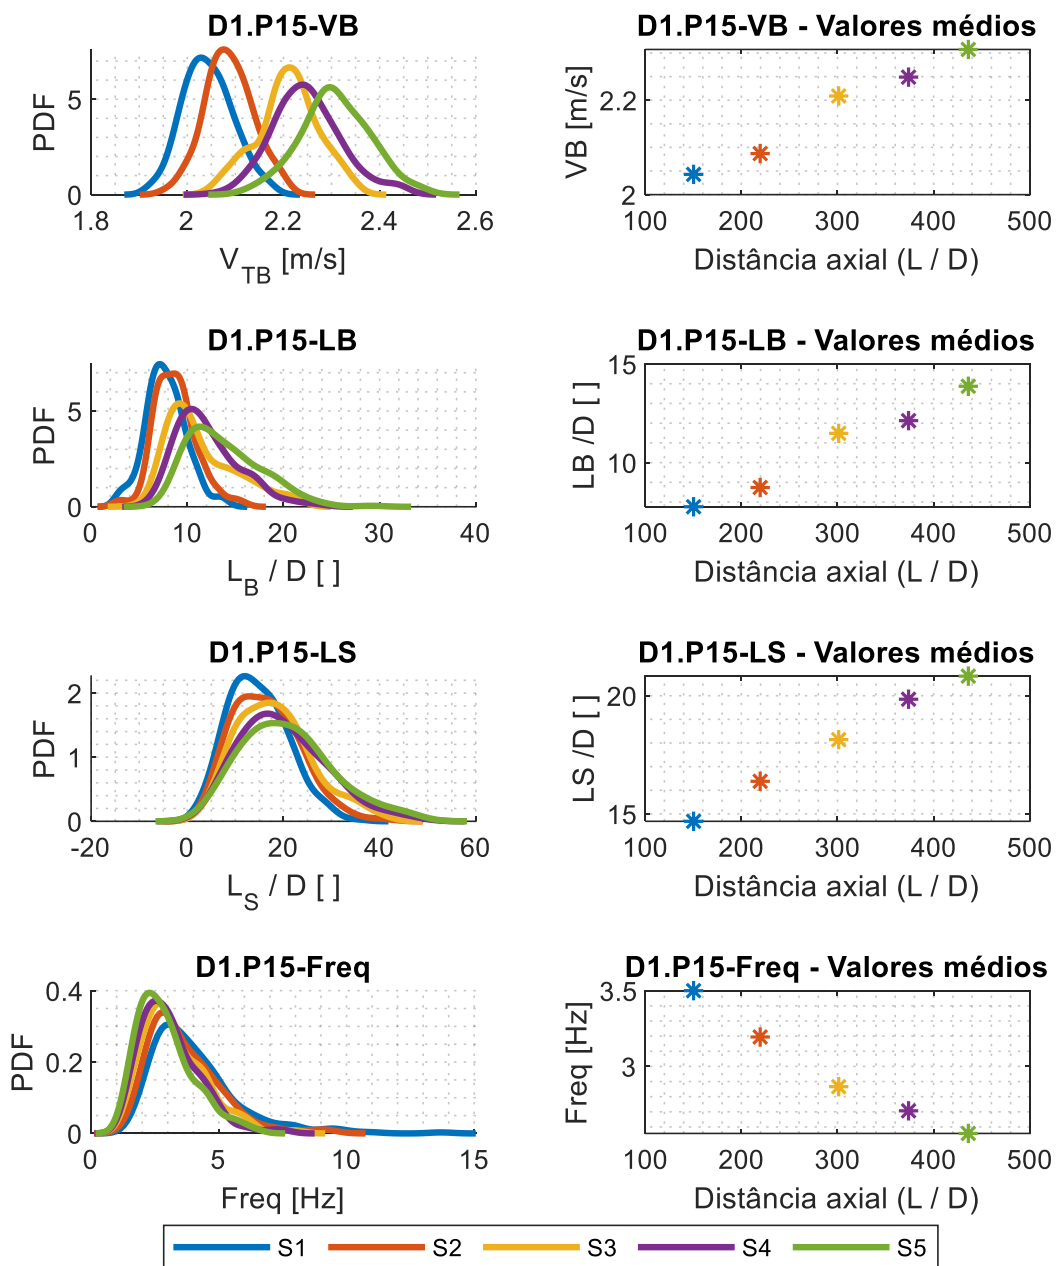 D1.P15-VB
PDF
5
0
1.8
2
2.2
2.4
2.6
V_TB [m/s]
D1.P15-VB - Valores médios
VB [m/s]
2.2
2
100
200
300
400
500
Distância axial (L / D)
D1.P15-LB
PDF
5
0
0
10
20
30
40
L_B / D [ ]
D1.P15-LB - Valores médios
LB /D [ ]
15
10
100
200
300
400
500
Distância axial (L / D)
D1.P15-LS
PDF
2
1
0
-20
0
20
40
60
L_S / D [ ]
D1.P15-LS - Valores médios
LS /D [ ]
20
15
100
200
300
400
500
Distância axial (L / D)
D1.P15-Freq
PDF
0.4
0.2
0
0
5
10
15
Freq [Hz]
D1.P15-Freq - Valores médios
Freq [Hz]
3.5
3
100
200
300
400
500
Distância axial (L / D)
S1
S2
S3
S4
S5